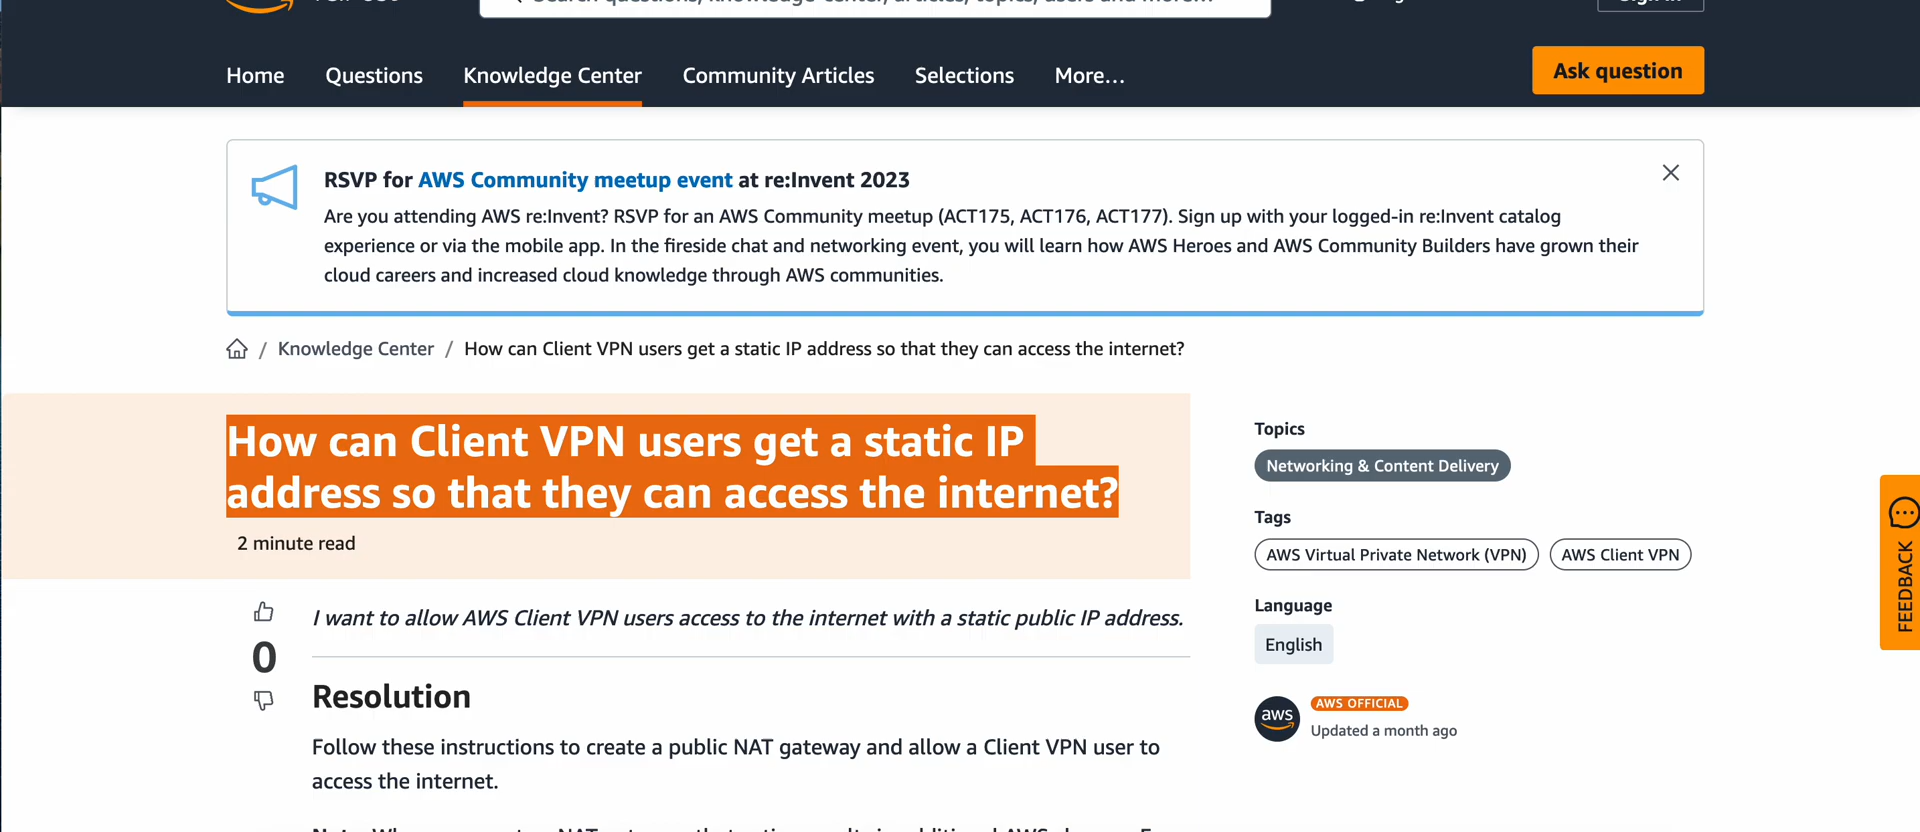 Home Questions Knowledge Center Community Articles Selections More… Ask question
RSVP for AWS Community meetup event at re:Invent 2023
Are you attending AWS re:Invent? RSVP for an AWS Community meetup (ACT175, ACT176, ACT177). Sign up with your logged-in re:Invent catalog
experience or via the mobile app. In the fireside chat and networking event, you will learn how AWS Heroes and AWS Community Builders have grown their
cloud careers and increased cloud knowledge through AWS communities.
/ Knowledge Center / How can Client VPN users get a static IP address so that they can access the internet?
How can Client VPN users get a static IP
address so that they can access the internet?
2 minute read
I want to allow AWS Client VPN users access to the internet with a static public IP address.
0
Resolution
Follow these instructions to create a public NAT gateway and allow a Client VPN user to
access the internet.
Topics
Networking & Content Delivery
Tags
AWS Virtual Private Network (VPN) AWS Client VPN
Language
English
aws
AWS OFFICIAL
Updated a month ago
FEEDBACK